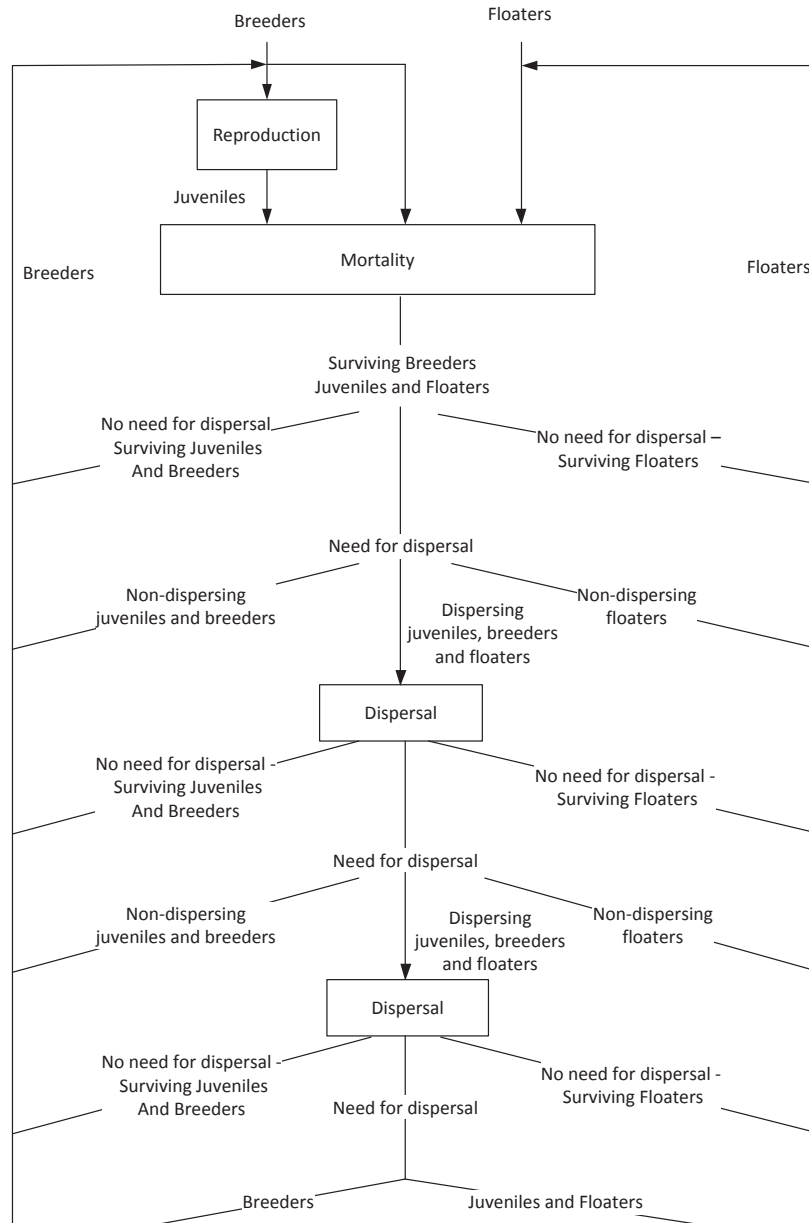 Breeders
Floaters
Reproduction
Juveniles
Mortality
Breeders
Floaters
Surviving Breeders
Juveniles and Floaters
No need for dispersal
Surviving Juveniles
And Breeders
No need for dispersal –
Surviving Floaters
Need for dispersal
Non-dispersing
juveniles and breeders
Non-dispersing
floaters
Dispersing
juveniles, breeders
and floaters
Dispersal
No need for dispersal -
Surviving Juveniles
And Breeders
No need for dispersal -
Surviving Floaters
Need for dispersal
Non-dispersing
juveniles and breeders
Dispersing
juveniles, breeders
and floaters
Non-dispersing
floaters
Dispersal
No need for dispersal -
Surviving Juveniles
And Breeders
No need for dispersal -
Surviving Floaters
Need for dispersal
Breeders
Juveniles and Floaters